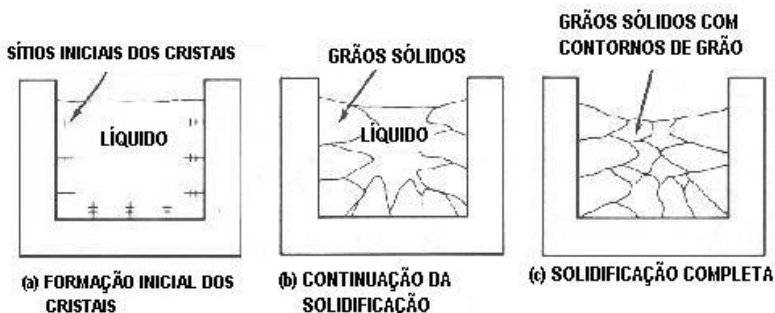 SÍTIOS INICIAIS DOS CRISTAIS
LÍQUIDO
(a) FORMAÇÃO INICIAL DOS
CRISTAIS
GRÃOS SÓLIDOS
LÍQUIDO
(b) CONTINUAÇÃO DA
SOLIDIFICAÇÃO
GRÃOS SÓLIDOS COM
CONTORNOS DE GRÃO
(c) SOLIDIFICAÇÃO COMPLETA